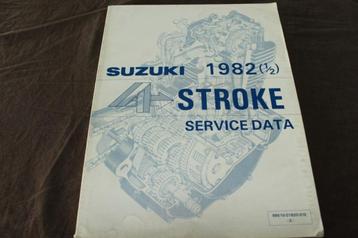 SUZUKI 1982 (½)
4 STROKE
SERVICE DATA